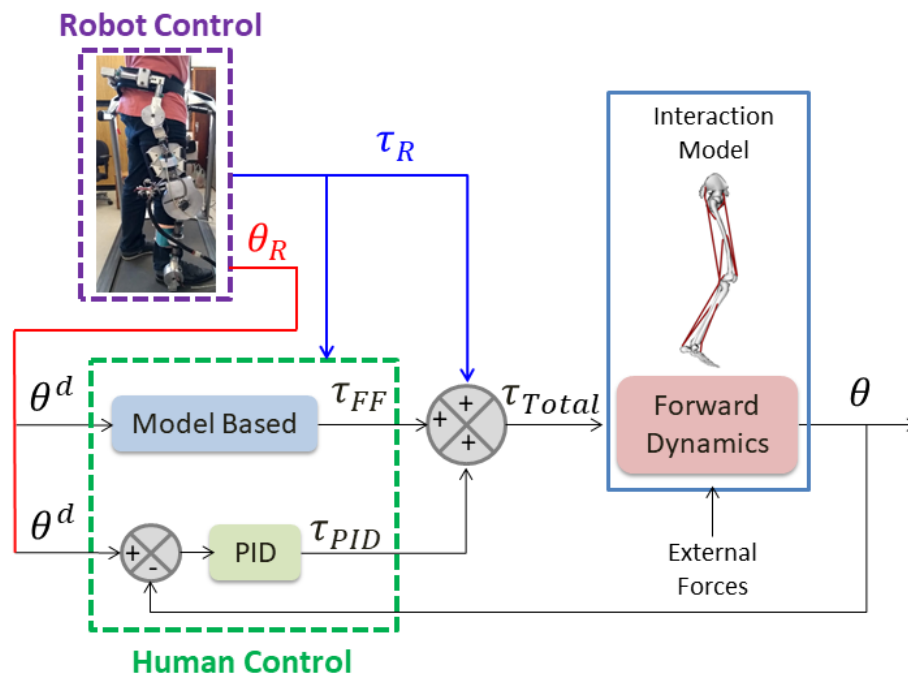 Robot Control
τ_R
θ_R
Interaction
Model
θ^d
Model Based
τ_FF
+
+
+
τ_Total
Forward
Dynamics
θ
θ^d
+
-
PID
τ_PID
External
Forces
Human Control